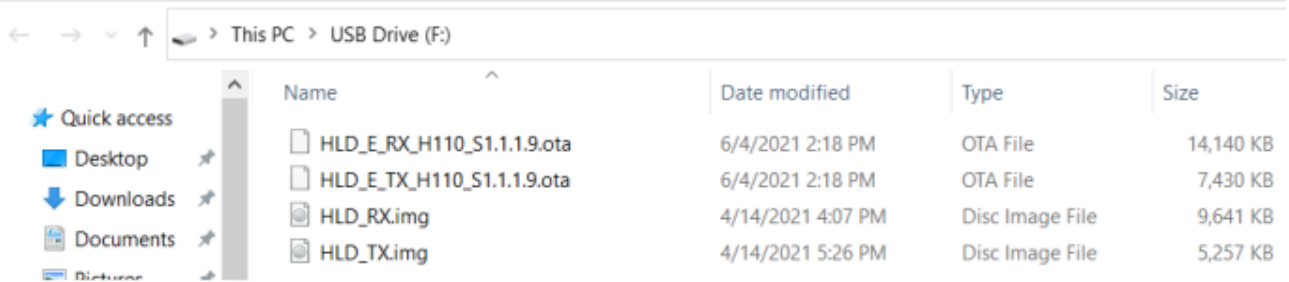 This PC > USB Drive (F:)
Name Date modified Type Size
Quick access
Desktop
Downloads
Documents
Pictures
HLD_E_RX_H110_S1.1.1.9.ota 6/4/2021 2:18 PM OTA File 14,140 KB
HLD_E_TX_H110_S1.1.1.9.ota 6/4/2021 2:18 PM OTA File 7,430 KB
HLD_RX.img 4/14/2021 4:07 PM Disc Image File 9,641 KB
HLD_TX.img 4/14/2021 5:26 PM Disc Image File 5,257 KB